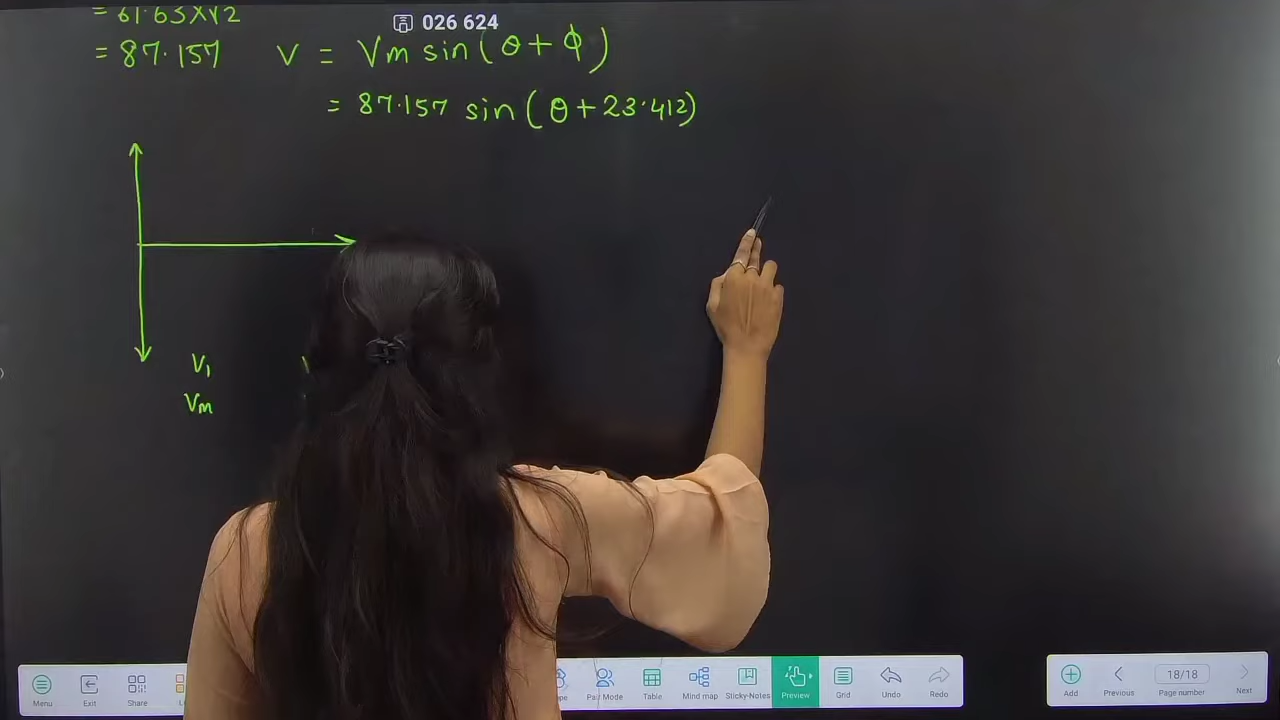 = 61.63x√2
026 624
= 87.157 V = Vm sin(θ+ϕ)
= 87.157 sin(θ+23.412)
V1
Vm
Menu
Exit
Share
Pair Mode
Table
Mind map
Sticky-Notes
Preview
Grid
Undo
Redo
Add
Previous
18/18
Page number
Next